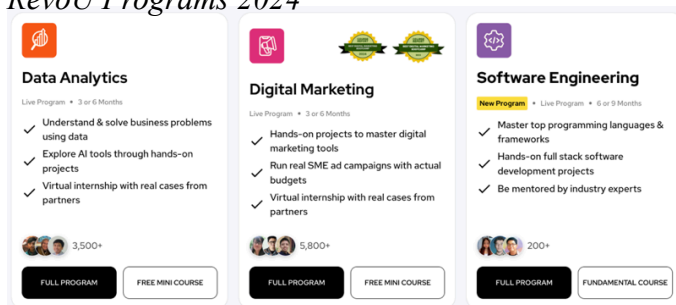 RevoU Programs 2024
Data Analytics
Live Program • 3 or 6 Months
Understand & solve business problems
using data
Explore AI tools through hands-on
projects
Virtual internship with real cases from
partners
3,500+
FULL PROGRAM
FREE MINI COURSE
Digital Marketing
Live Program • 3 or 6 Months
Hands-on projects to master digital
marketing tools
Run real SME ad campaigns with actual
budgets
Virtual internship with real cases from
partners
5,800+
FULL PROGRAM
FREE MINI COURSE
Software Engineering
New Program • Live Program • 6 or 9 Months
Master top programming languages &
frameworks
Hands-on full stack software
development projects
Be mentored by industry experts
200+
FULL PROGRAM
FUNDAMENTAL COURSE